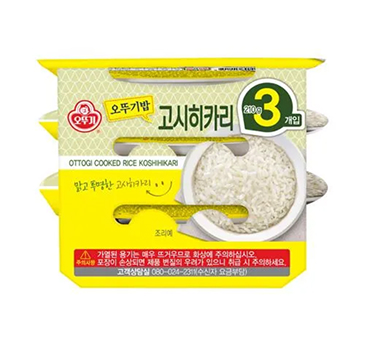 오뚜기
오뚜기밥
고시히카리
210g
3
개입
OTTOGI COOKED RICE KOSHIHIKARI
맑고 투명한 고시히카리
조리예
주의사항
가열된 용기는 매우 뜨거우므로 화상에 주의하십시오.
포장이 손상되면 제품 변질의 우려가 있으니 취급 시 주의하세요.
고객상담실 080-024-2311(수신자 요금부담)